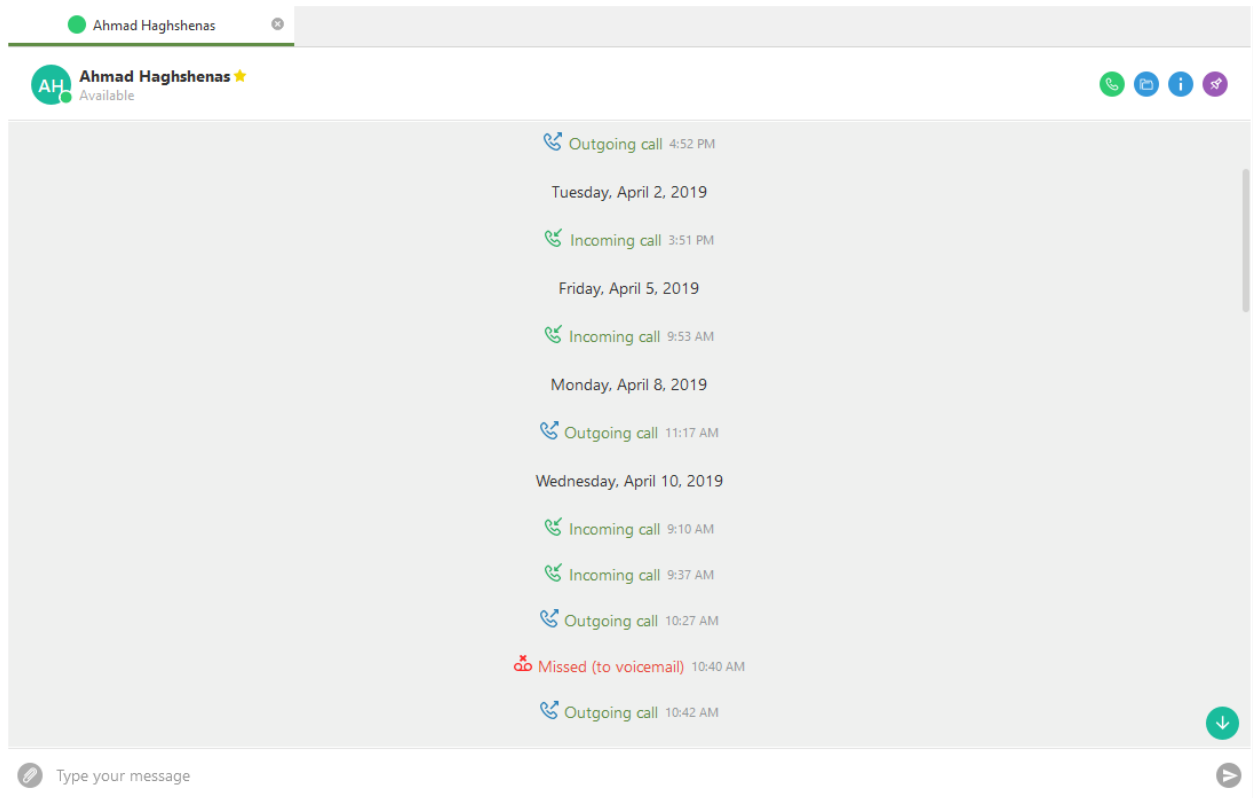 Ahmad Haghshenas
AH
Ahmad Haghshenas
Available
Outgoing call 4:52 PM
Tuesday, April 2, 2019
Incoming call 3:51 PM
Friday, April 5, 2019
Incoming call 9:53 AM
Monday, April 8, 2019
Outgoing call 11:17 AM
Wednesday, April 10, 2019
Incoming call 9:10 AM
Incoming call 9:37 AM
Outgoing call 10:27 AM
Missed (to voicemail) 10:40 AM
Outgoing call 10:42 AM
Type your message